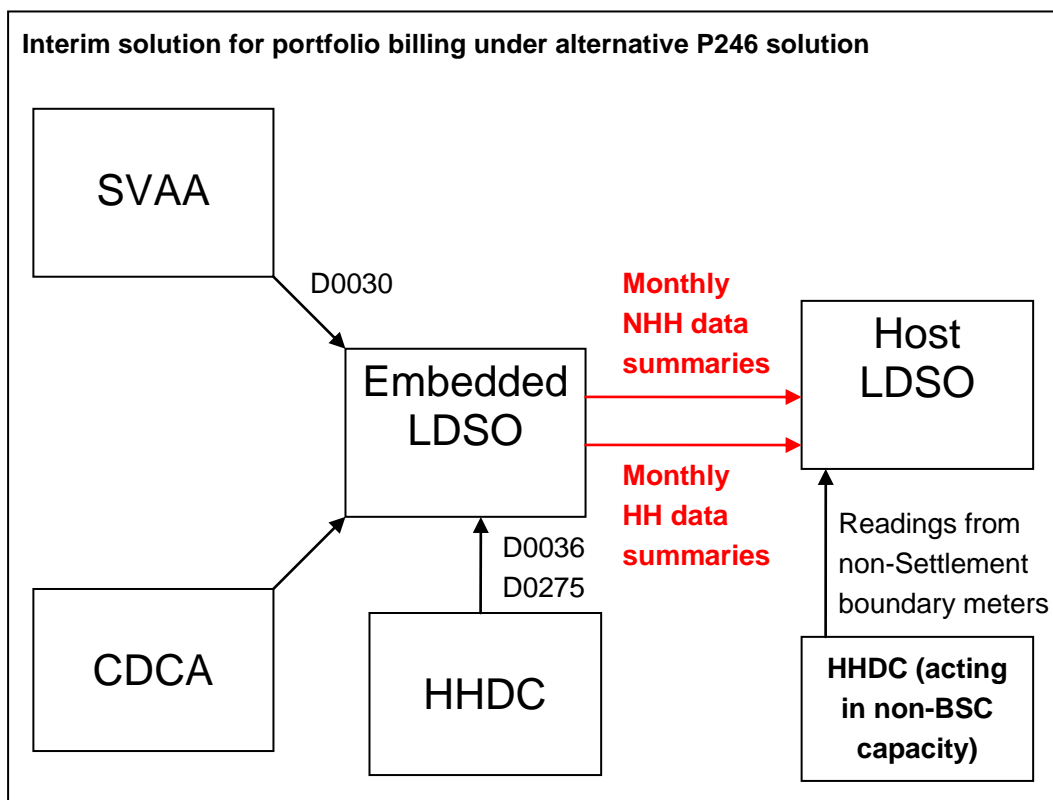 Interim solution for portfolio billing under alternative P246 solution
SVAA
D0030
Monthly
NHH data
summaries
Host
LDSO
Embedded
LDSO
Monthly
HH data
summaries
Readings from
non-Settlement
boundary meters
D0036
D0275
CDCA
HHDC
HHDC (acting
in non-BSC
capacity)